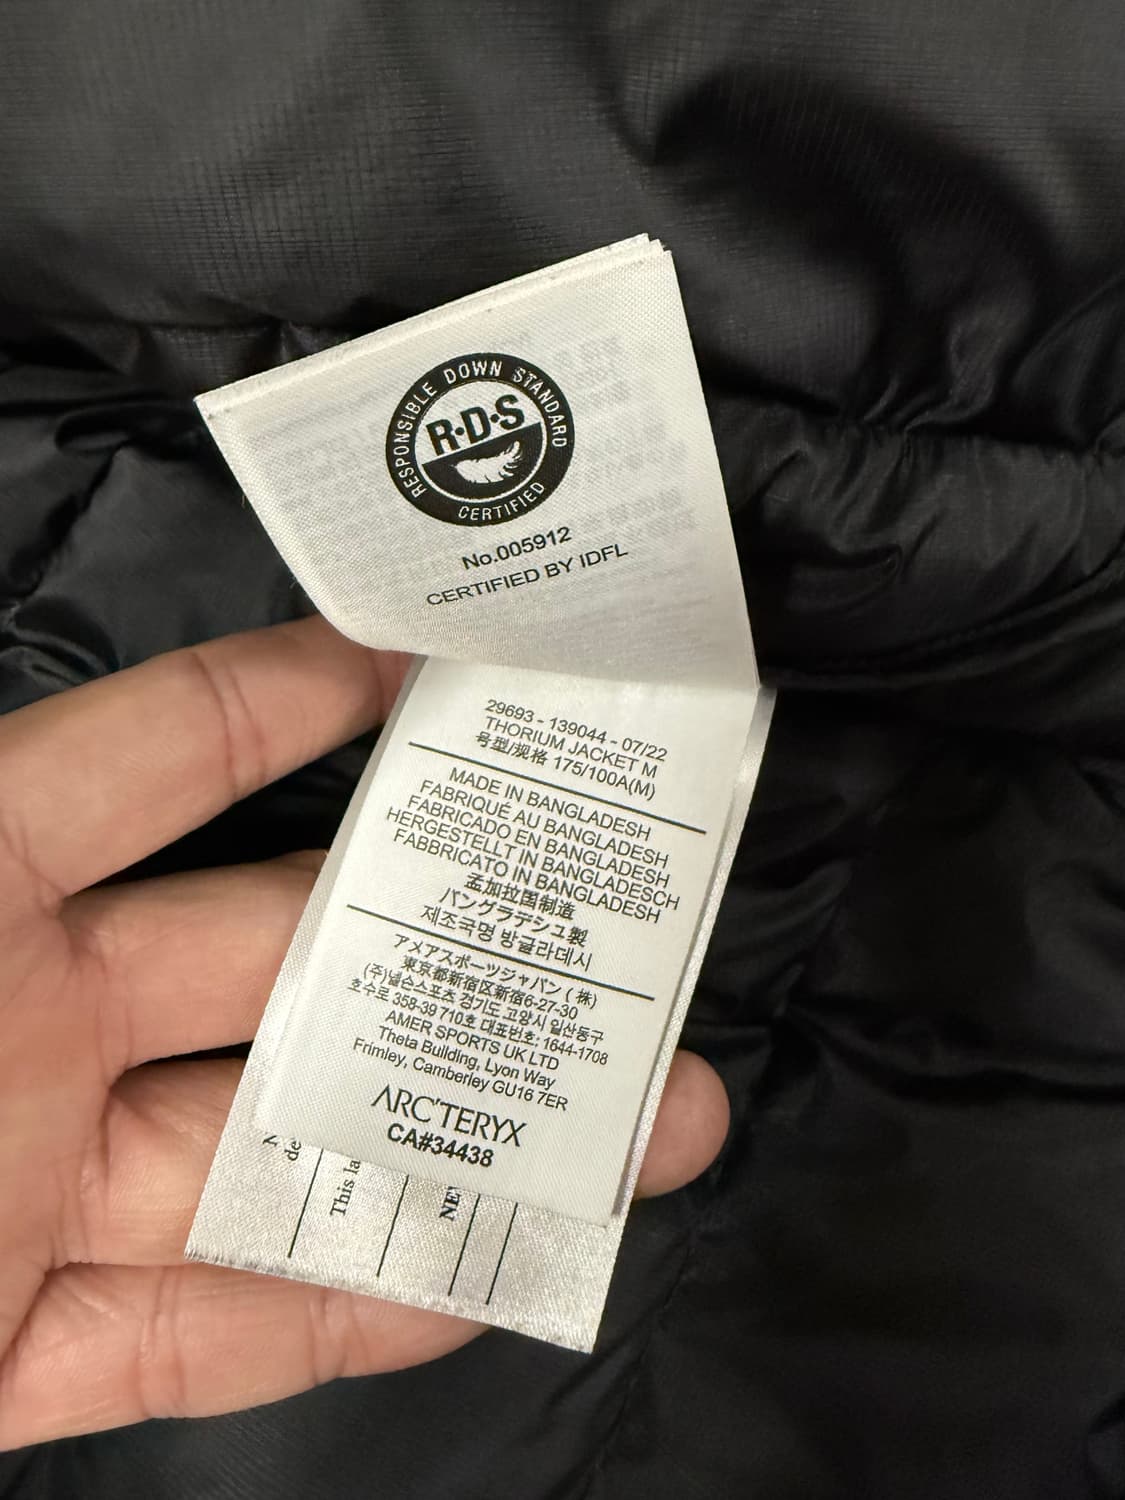 RESPONSIBLE DOWN STANDARD
R·D·S
CERTIFIED
No.005912
CERTIFIED BY IDFL
29693 - 139044 - 07/22
THORIUM JACKET M
号型/规格 175/100A(M)
MADE IN BANGLADESH
FABRIQUÉ AU BANGLADESH
FABRICADO EN BANGLADESH
HERGESTELLT IN BANGLADESCH
FABBRICATO IN BANGLADESH
孟加拉国制造
バングラデシュ製
제조국명 방글라데시
アメアスポーツジャパン (株)
東京都新宿区新宿6-27-30
(주)넬슨스포츠 경기도 고양시 일산동구
호수로 358-39 710호 대표번호: 1644-1708
AMER SPORTS UK LTD
Theta Building, Lyon Way
Frimley, Camberley GU16 7ER
ARC'TERYX
CA#34438
de
This la
NE